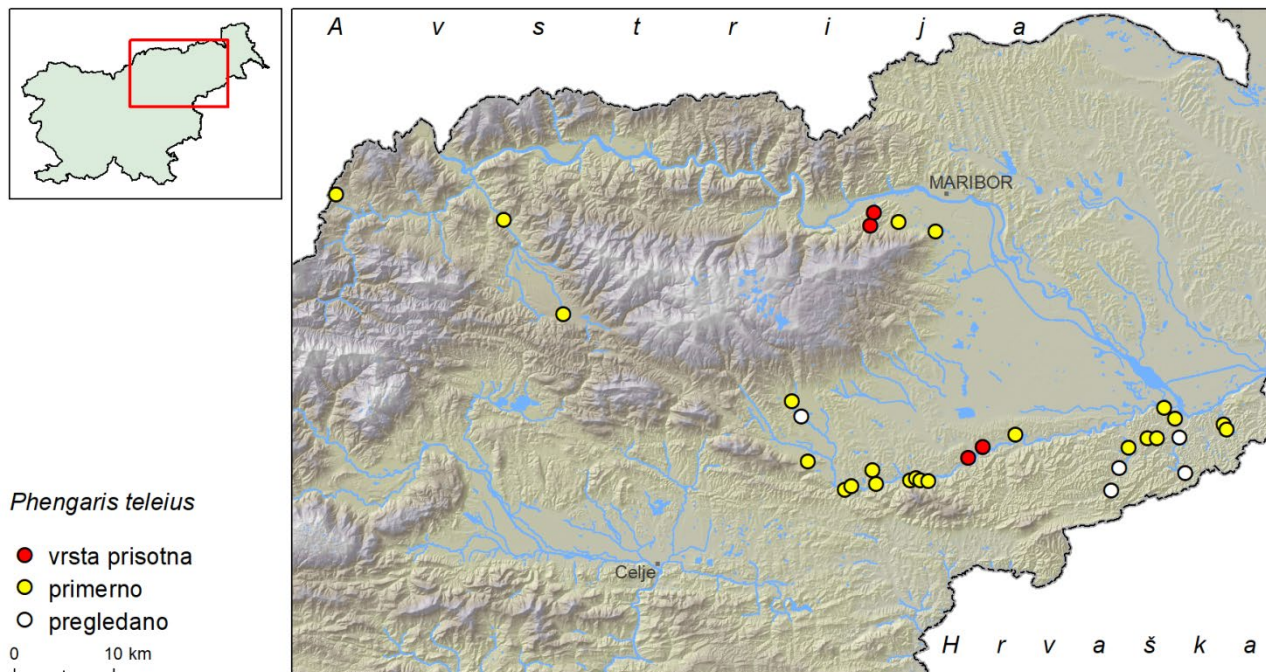 A v s t r i j a
MARIBOR
Celje
Phengaris teleius
vrsta prisotna
primerno
pregledano
0 10 km
H r v a š k a